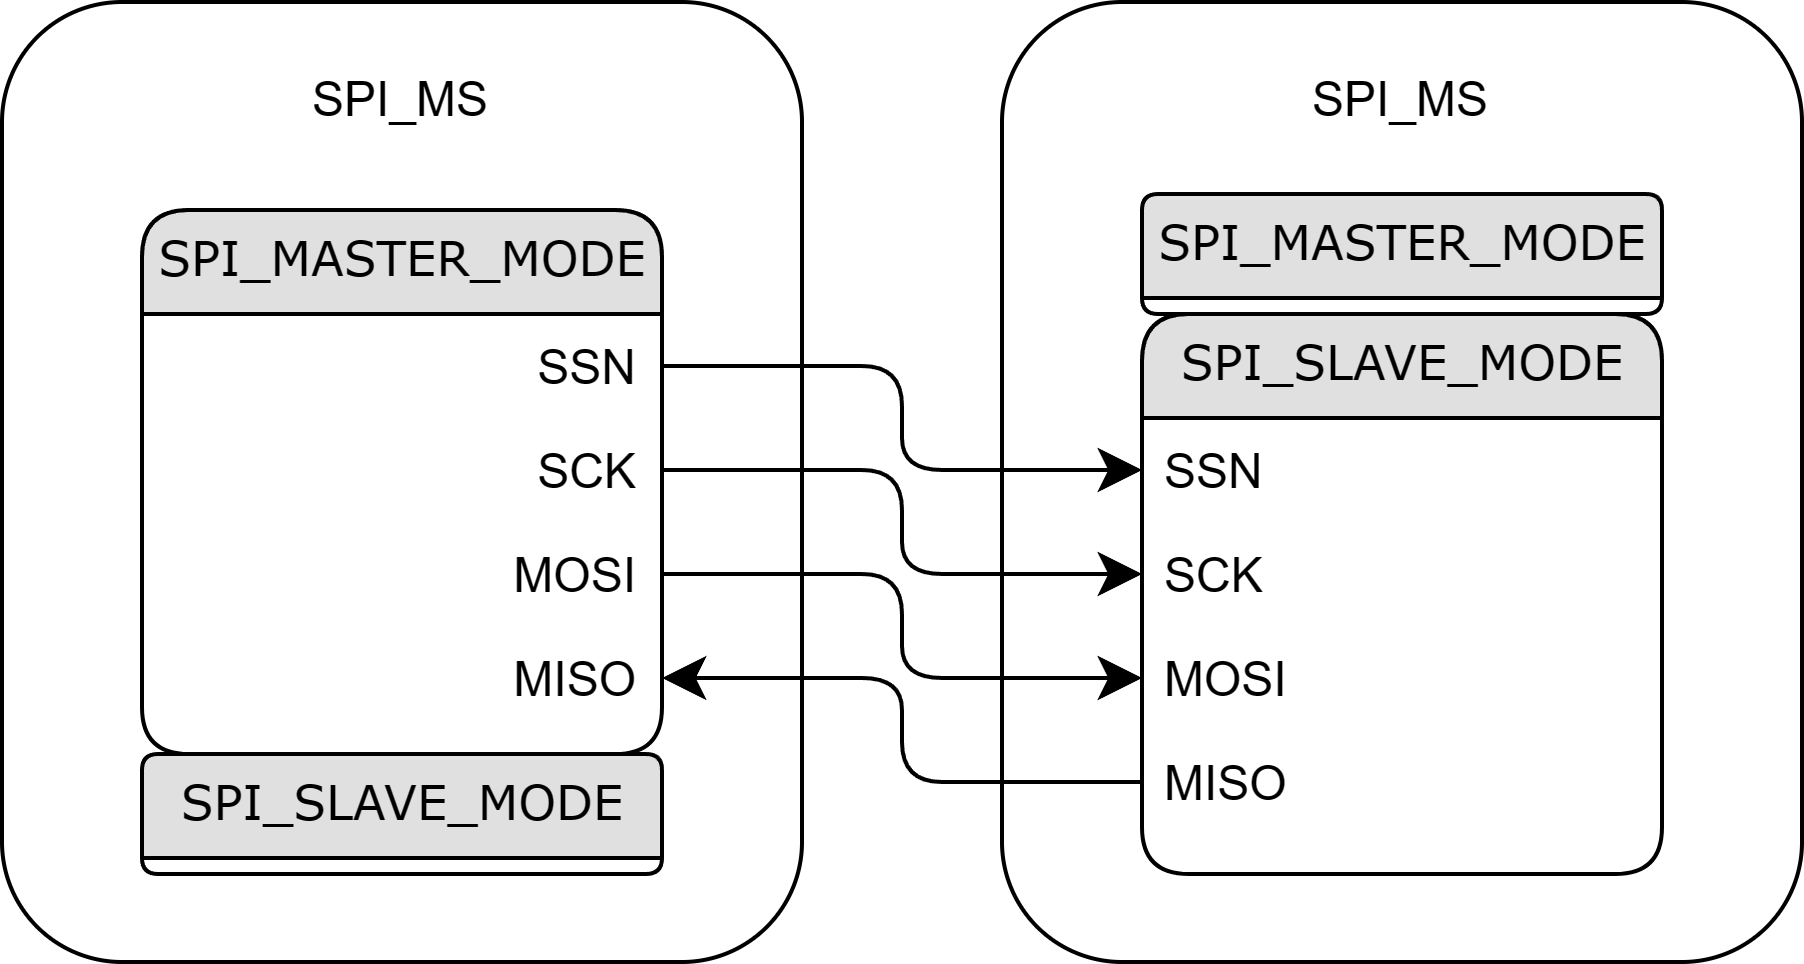 SPI_MS
SPI_MASTER_MODE
SSN
SCK
MOSI
MISO
SPI_SLAVE_MODE
SPI_MS
SPI_MASTER_MODE
SPI_SLAVE_MODE
SSN
SCK
MOSI
MISO